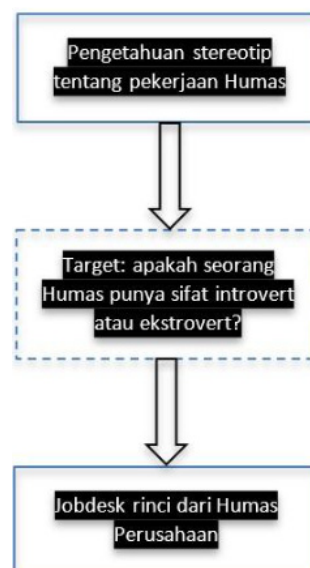 Pengetahuan stereotip
tentang pekerjaan Humas
Target: apakah seorang
Humas punya sifat introvert
atau ekstrovert?
Jobdesk rinci dari Humas
Perusahaan